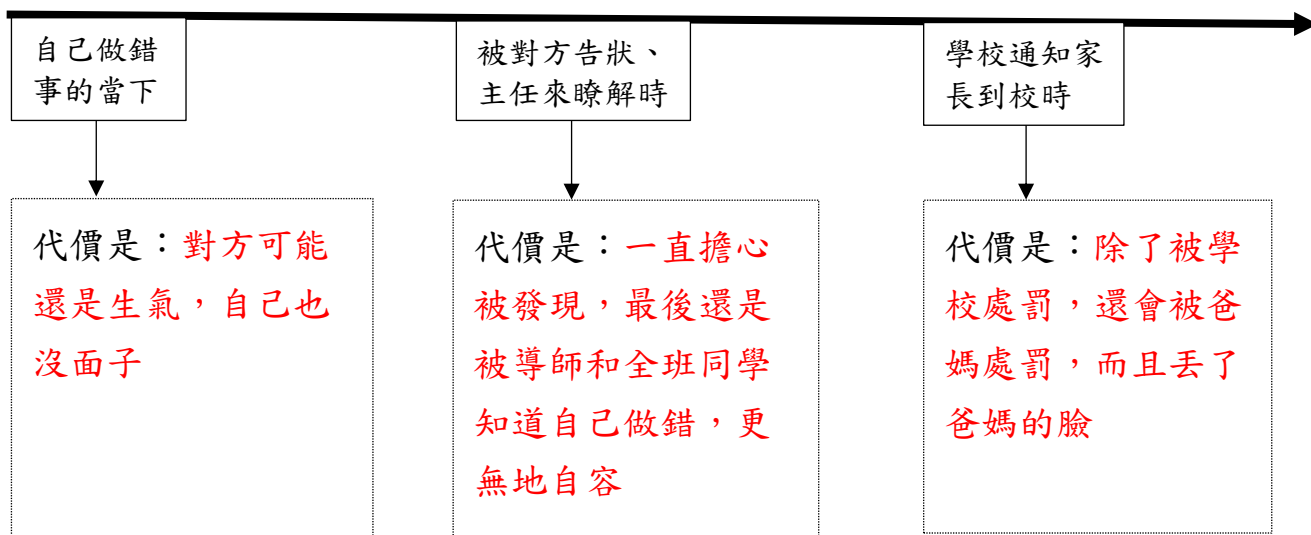 自己做錯
事的當下
被對方告狀、
主任來瞭解時
學校通知家
長到校時
代價是：對方可能
還是生氣，自己也
沒面子
代價是：一直擔心
被發現，最後還是
被導師和全班同學
知道自己做錯，更
無地自容
代價是：除了被學
校處罰，還會被爸
媽處罰，而且丟了
爸媽的臉